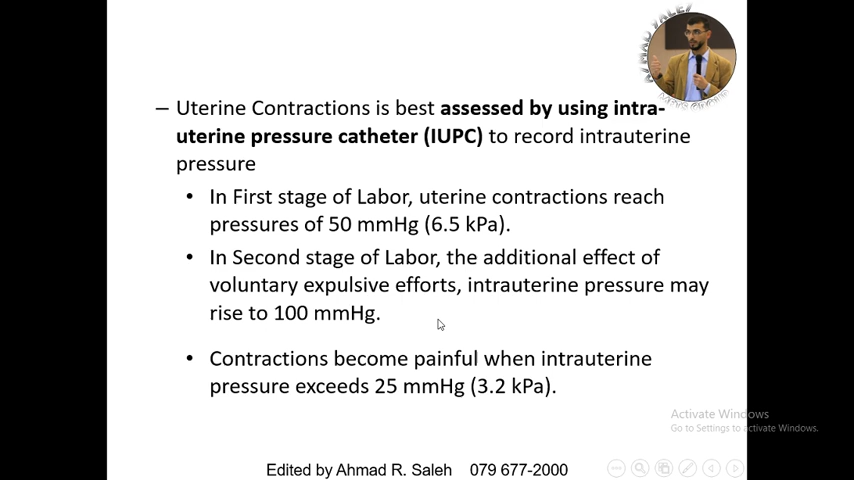 AHMAD SALEH
– Uterine Contractions is best assessed by using intra-
uterine pressure catheter (IUPC) to record intrauterine
pressure
• In First stage of Labor, uterine contractions reach
pressures of 50 mmHg (6.5 kPa).
• In Second stage of Labor, the additional effect of
voluntary expulsive efforts, intrauterine pressure may
rise to 100 mmHg.
• Contractions become painful when intrauterine
pressure exceeds 25 mmHg (3.2 kPa).
Activate Windows
Go to Settings to activate Windows.
Edited by Ahmad R. Saleh 079 677-2000